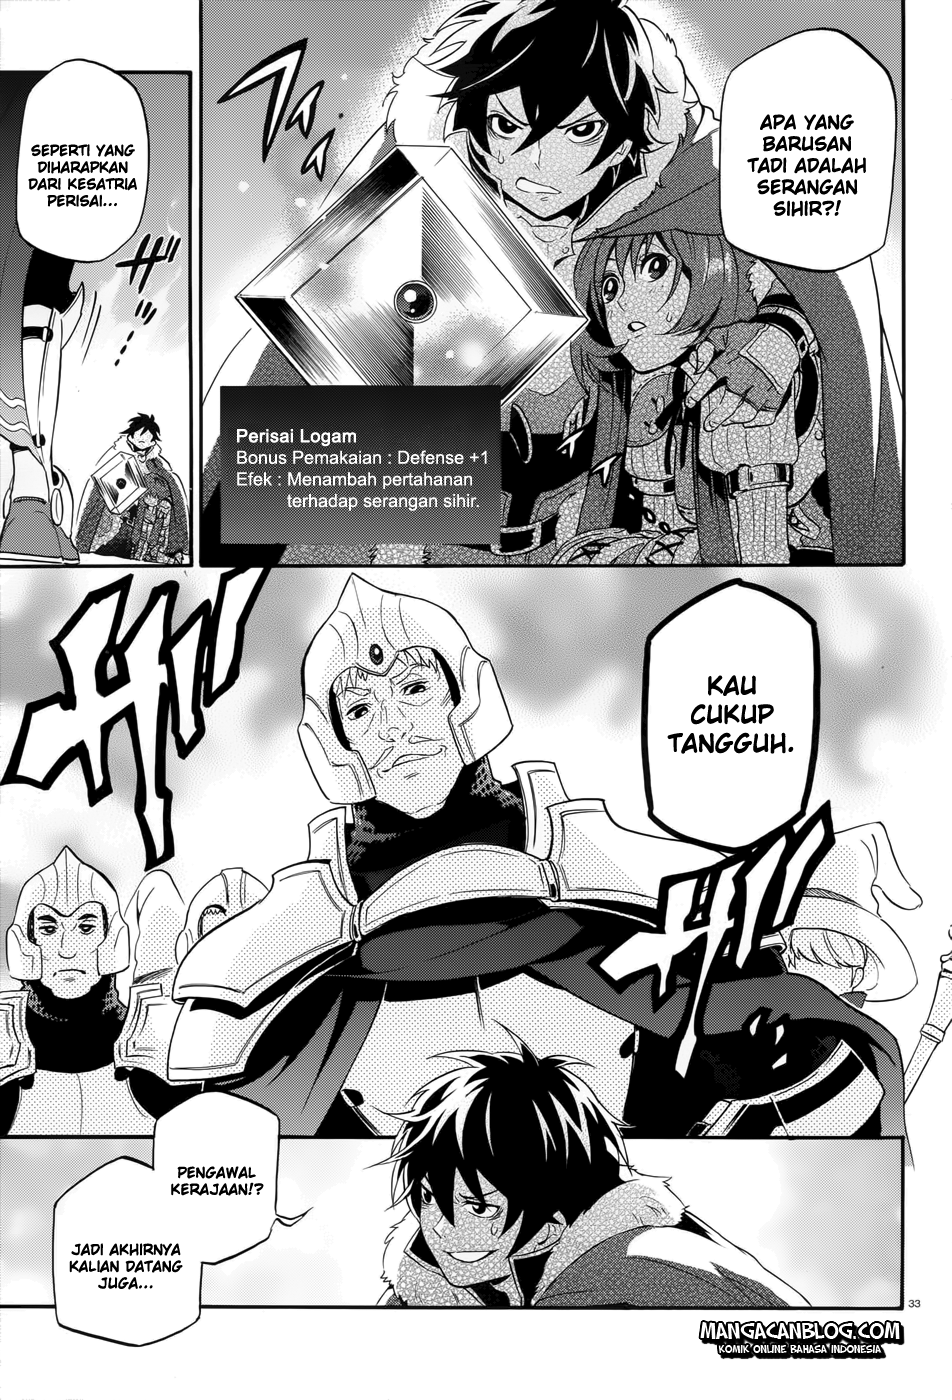 APA YANG
BARUSAN
TADI ADALAH
SERANGAN
SIHIR?!
Perisai Logam
Bonus Pemakaian : Defense +1
Efek : Menambah pertahanan
terhadap serangan sihir.
SEPERTI YANG
DIHARAPKAN
DARI KESATRIA
PERISAI...
KAU
CUKUP
TANGGUH.
PENGAWAL
KERAJAAN!?
JADI AKHIRNYA
KALIAN DATANG
JUGA...
33
MANGACANBLOG.COM
KOMIK ONLINE BAHASA INDONESIA